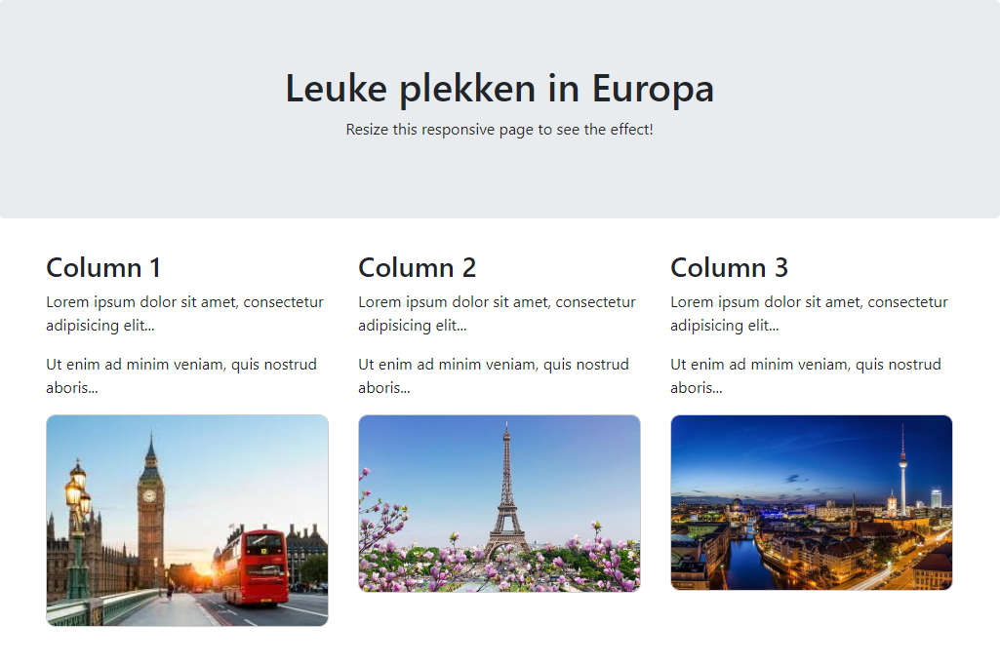 Leuke plekken in Europa
Resize this responsive page to see the effect!
Column 1
Lorem ipsum dolor sit amet, consectetur
adipisicing elit...
Ut enim ad minim veniam, quis nostrud
aboris...
Column 2
Lorem ipsum dolor sit amet, consectetur
adipisicing elit...
Ut enim ad minim veniam, quis nostrud
aboris...
Column 3
Lorem ipsum dolor sit amet, consectetur
adipisicing elit...
Ut enim ad minim veniam, quis nostrud
aboris...